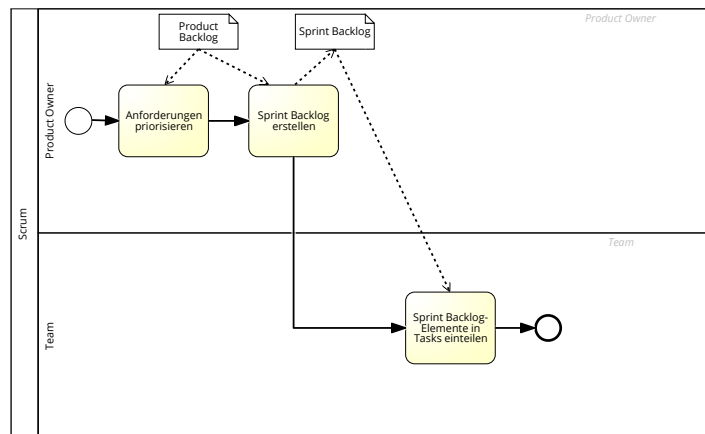 Scrum
Product Owner
Product Owner
Product
Backlog
Sprint Backlog
Anforderungen
priorisieren
Sprint Backlog
erstellen
Team
Team
Sprint Backlog-
Elemente in
Tasks einteilen